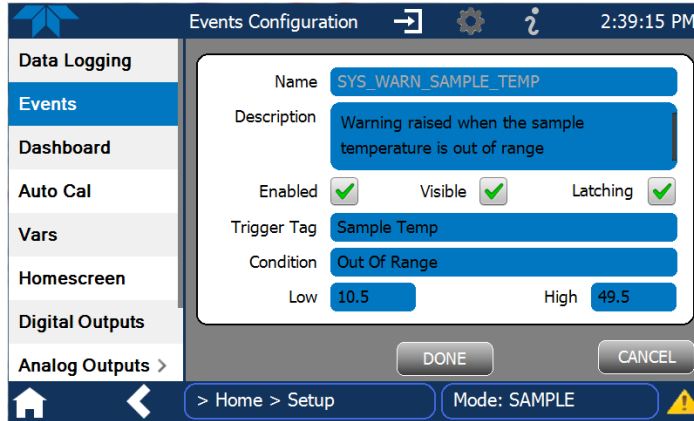 Events Configuration
2:39:15 PM
Data Logging
Events
Dashboard
Auto Cal
Vars
Homescreen
Digital Outputs
Analog Outputs >
Name SYS_WARN_SAMPLE_TEMP
Description Warning raised when the sample
temperature is out of range
Enabled Visible Latching
Trigger Tag Sample Temp
Condition Out Of Range
Low 10.5 High 49.5
DONE CANCEL
> Home > Setup Mode: SAMPLE